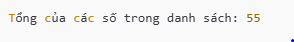 Tổng của các số trong danh sách: 55